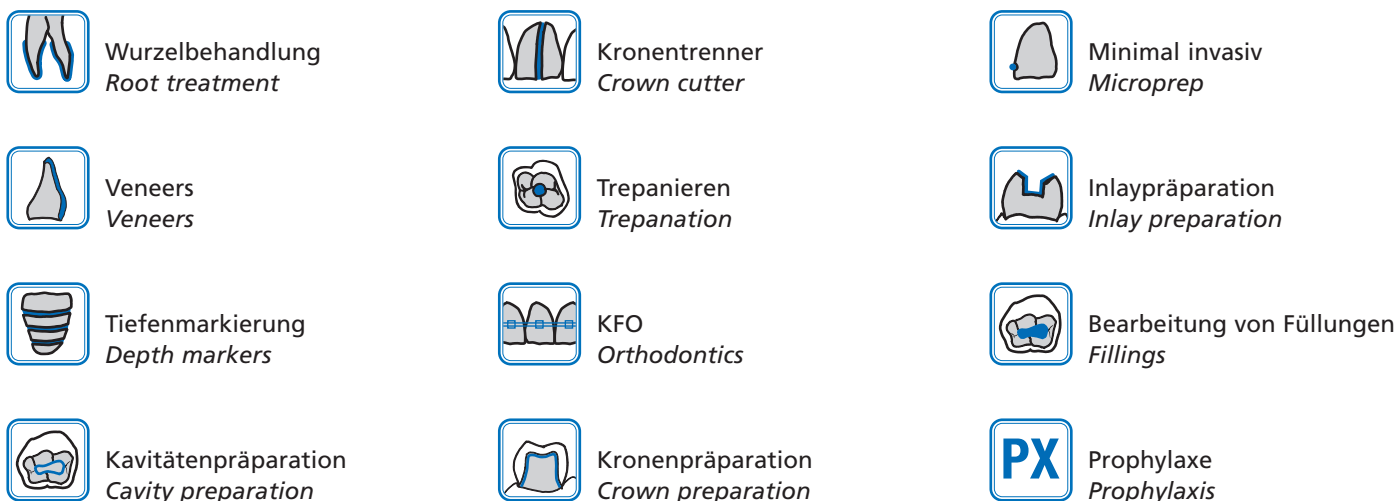 Wurzelbehandlung
Root treatment
Kronentrenner
Crown cutter
Minimal invasiv
Microprep
Veneers
Veneers
Trepanieren
Trepanation
Inlaypräparation
Inlay preparation
Tiefenmarkierung
Depth markers
KFO
Orthodontics
Bearbeitung von Füllungen
Fillings
Kavitätenpräparation
Cavity preparation
Kronenpräparation
Crown preparation
PX
Prophylaxe
Prophylaxis